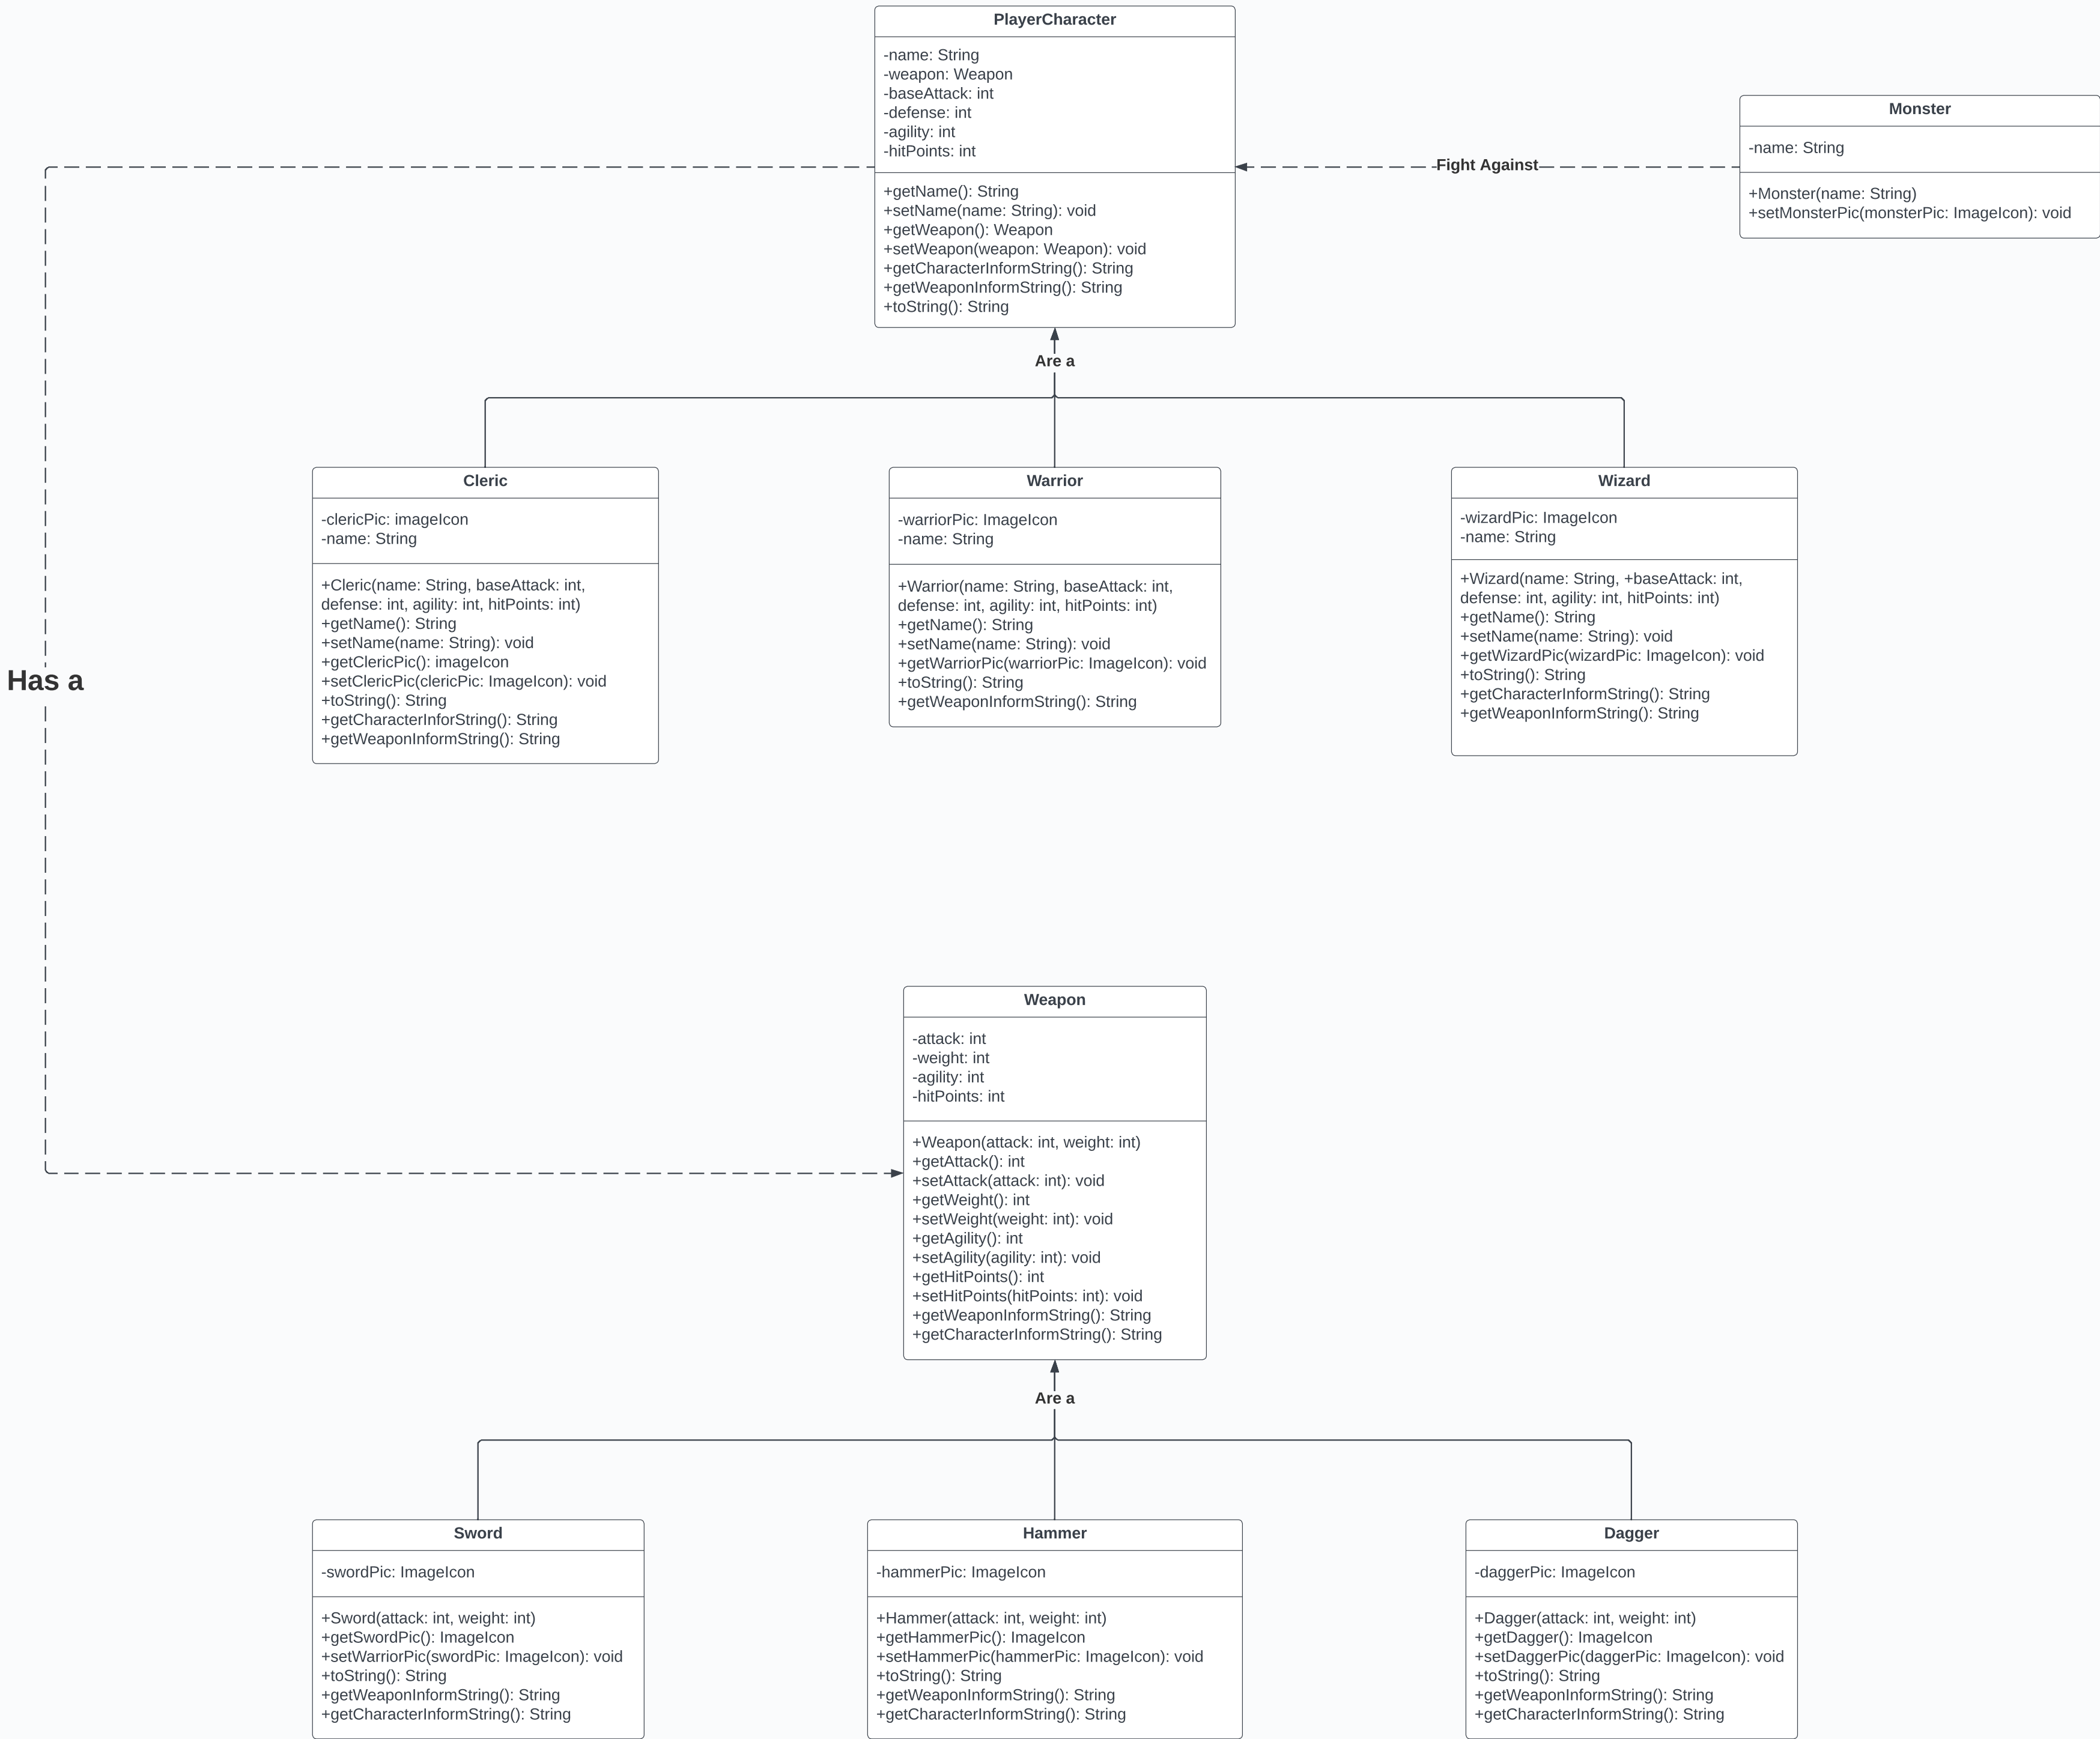 PlayerCharacter
-name: String
-weapon: Weapon
-baseAttack: int
-defense: int
-agility: int
-hitPoints: int
+getName(): String
+setName(name: String): void
+getWeapon(): Weapon
+setWeapon(weapon: Weapon): void
+getCharacterInformString(): String
+getWeaponInformString(): String
+toString(): String
Fight Against
Monster
-name: String
+Monster(name: String)
+setMonsterPic(monsterPic: ImageIcon): void
Are a
Cleric
-clericPic: imageIcon
-name: String
+Cleric(name: String, baseAttack: int,
defense: int, agility: int, hitPoints: int)
+getName(): String
+setName(name: String): void
+getClericPic(): imageIcon
+setClericPic(clericPic: ImageIcon): void
+toString(): String
+getCharacterInforString(): String
+getWeaponInformString(): String
Warrior
-warriorPic: ImageIcon
-name: String
+Warrior(name: String, baseAttack: int,
defense: int, agility: int, hitPoints: int)
+getName(): String
+setName(name: String): void
+getWarriorPic(warriorPic: ImageIcon): void
+toString(): String
+getWeaponInformString(): String
Wizard
-wizardPic: ImageIcon
-name: String
+Wizard(name: String, +baseAttack: int,
defense: int, agility: int, hitPoints: int)
+getName(): String
+setName(name: String): void
+getWizardPic(wizardPic: ImageIcon): void
+toString(): String
+getCharacterInformString(): String
+getWeaponInformString(): String
Has a
Weapon
-attack: int
-weight: int
-agility: int
-hitPoints: int
+Weapon(attack: int, weight: int)
+getAttack(): int
+setAttack(attack: int): void
+getWeight(): int
+setWeight(weight: int): void
+getAgility(): int
+setAgility(agility: int): void
+getHitPoints(): int
+setHitPoints(hitPoints: int): void
+getWeaponInformString(): String
+getCharacterInformString(): String
Are a
Sword
-swordPic: ImageIcon
+Sword(attack: int, weight: int)
+getSwordPic(): ImageIcon
+setWarriorPic(swordPic: ImageIcon): void
+toString(): String
+getWeaponInformString(): String
+getCharacterInformString(): String
Hammer
-hammerPic: ImageIcon
+Hammer(attack: int, weight: int)
+getHammerPic(): ImageIcon
+setHammerPic(hammerPic: ImageIcon): void
+toString(): String
+getWeaponInformString(): String
+getCharacterInformString(): String
Dagger
-daggerPic: ImageIcon
+Dagger(attack: int, weight: int)
+getDagger(): ImageIcon
+setDaggerPic(daggerPic: ImageIcon): void
+toString(): String
+getWeaponInformString(): String
+getCharacterInformString(): String